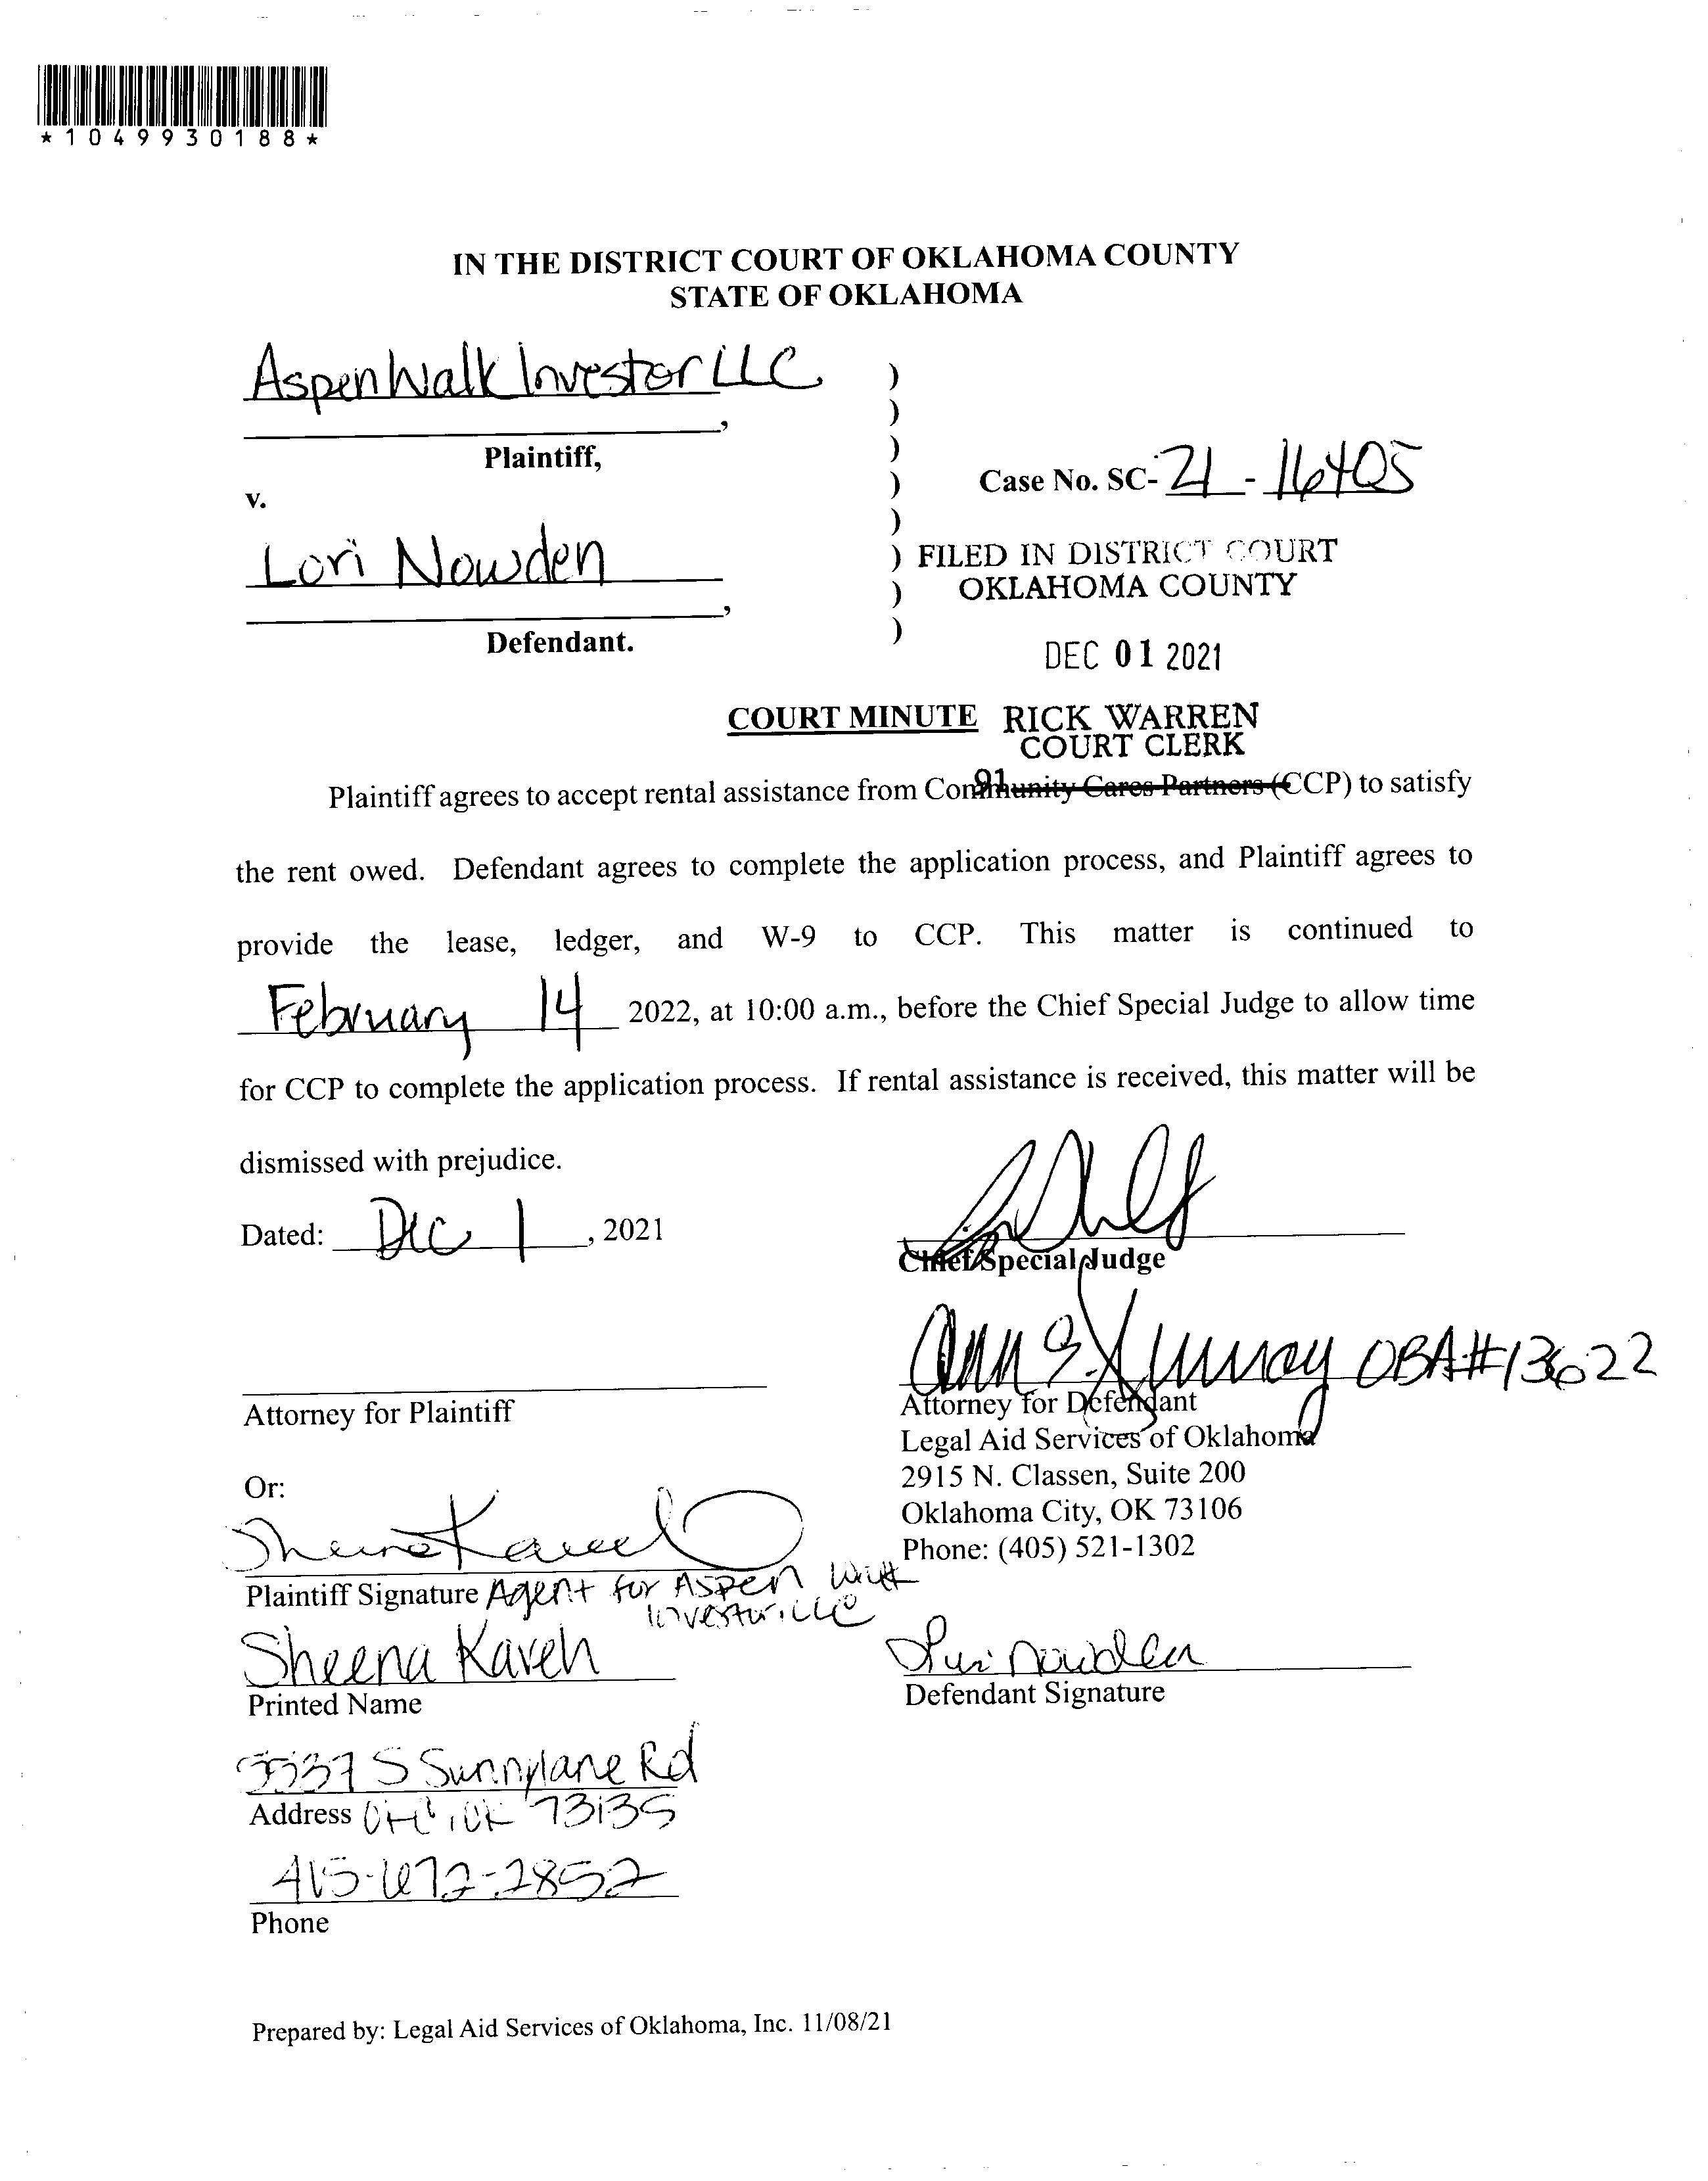 *1049930188*
IN THE DISTRICT COURT OF OKLAHOMA COUNTY
STATE OF OKLAHOMA
Aspen Walk Investor LLC
,
Plaintiff,
v.
Lori Nowden
,
Defendant.
)
)
)
)
)
)
)
)
Case No. SC-21-16405
FILED IN DISTRICT COURT
OKLAHOMA COUNTY
DEC 01 2021
COURT MINUTE RICK WARREN
COURT CLERK
91
Plaintiff agrees to accept rental assistance from Community Cares Partners (CCP) to satisfy
the rent owed. Defendant agrees to complete the application process, and Plaintiff agrees to
provide the lease, ledger, and W-9 to CCP. This matter is continued to
February 14 2022, at 10:00 a.m., before the Chief Special Judge to allow time
for CCP to complete the application process. If rental assistance is received, this matter will be
dismissed with prejudice.
Dated: Dec 1, 2021
Chief Special Judge
OBA#13622
Attorney for Plaintiff
Attorney for Defendant
Legal Aid Services of Oklahoma
2915 N. Classen, Suite 200
Oklahoma City, OK 73106
Phone: (405) 521-1302
Or:
Sheena Kaveh
Plaintiff Signature Agent for Aspen Walk
Investor, LLC
Sheena Kaveh
Printed Name
Lori Nowden
Defendant Signature
S Sunnylane Rd
Address OKC, OK 73135
405-672-2852
Phone
Prepared by: Legal Aid Services of Oklahoma, Inc. 11/08/21